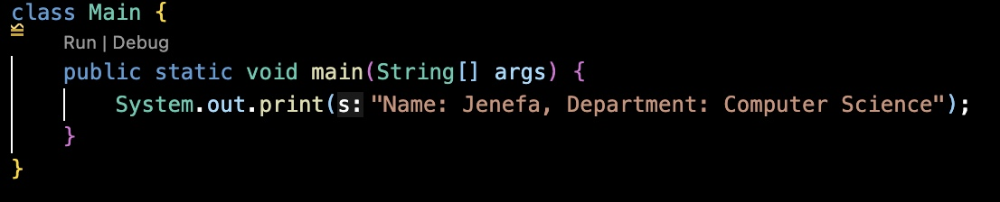 class Main {
Run | Debug
public static void main(String[] args) {
System.out.print(s:"Name: Jenefa, Department: Computer Science");
}
}